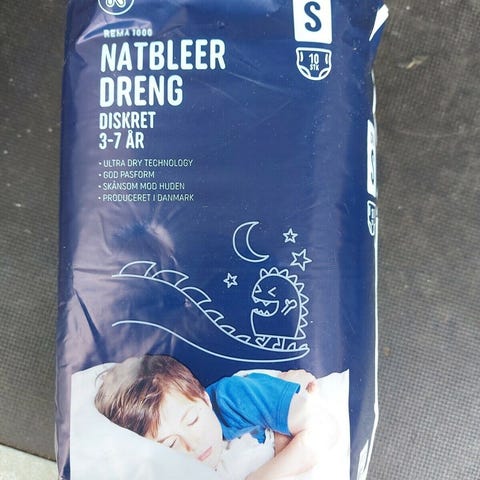 REMA 1000
S
NATBLEER
DRENG
DISKRET
3-7 ÅR
10
STK
• ULTRA DRY TECHNOLOGY
• GOD PASFORM
• SKÅNSOM MOD HUDEN
• PRODUCERET I DANMARK
S